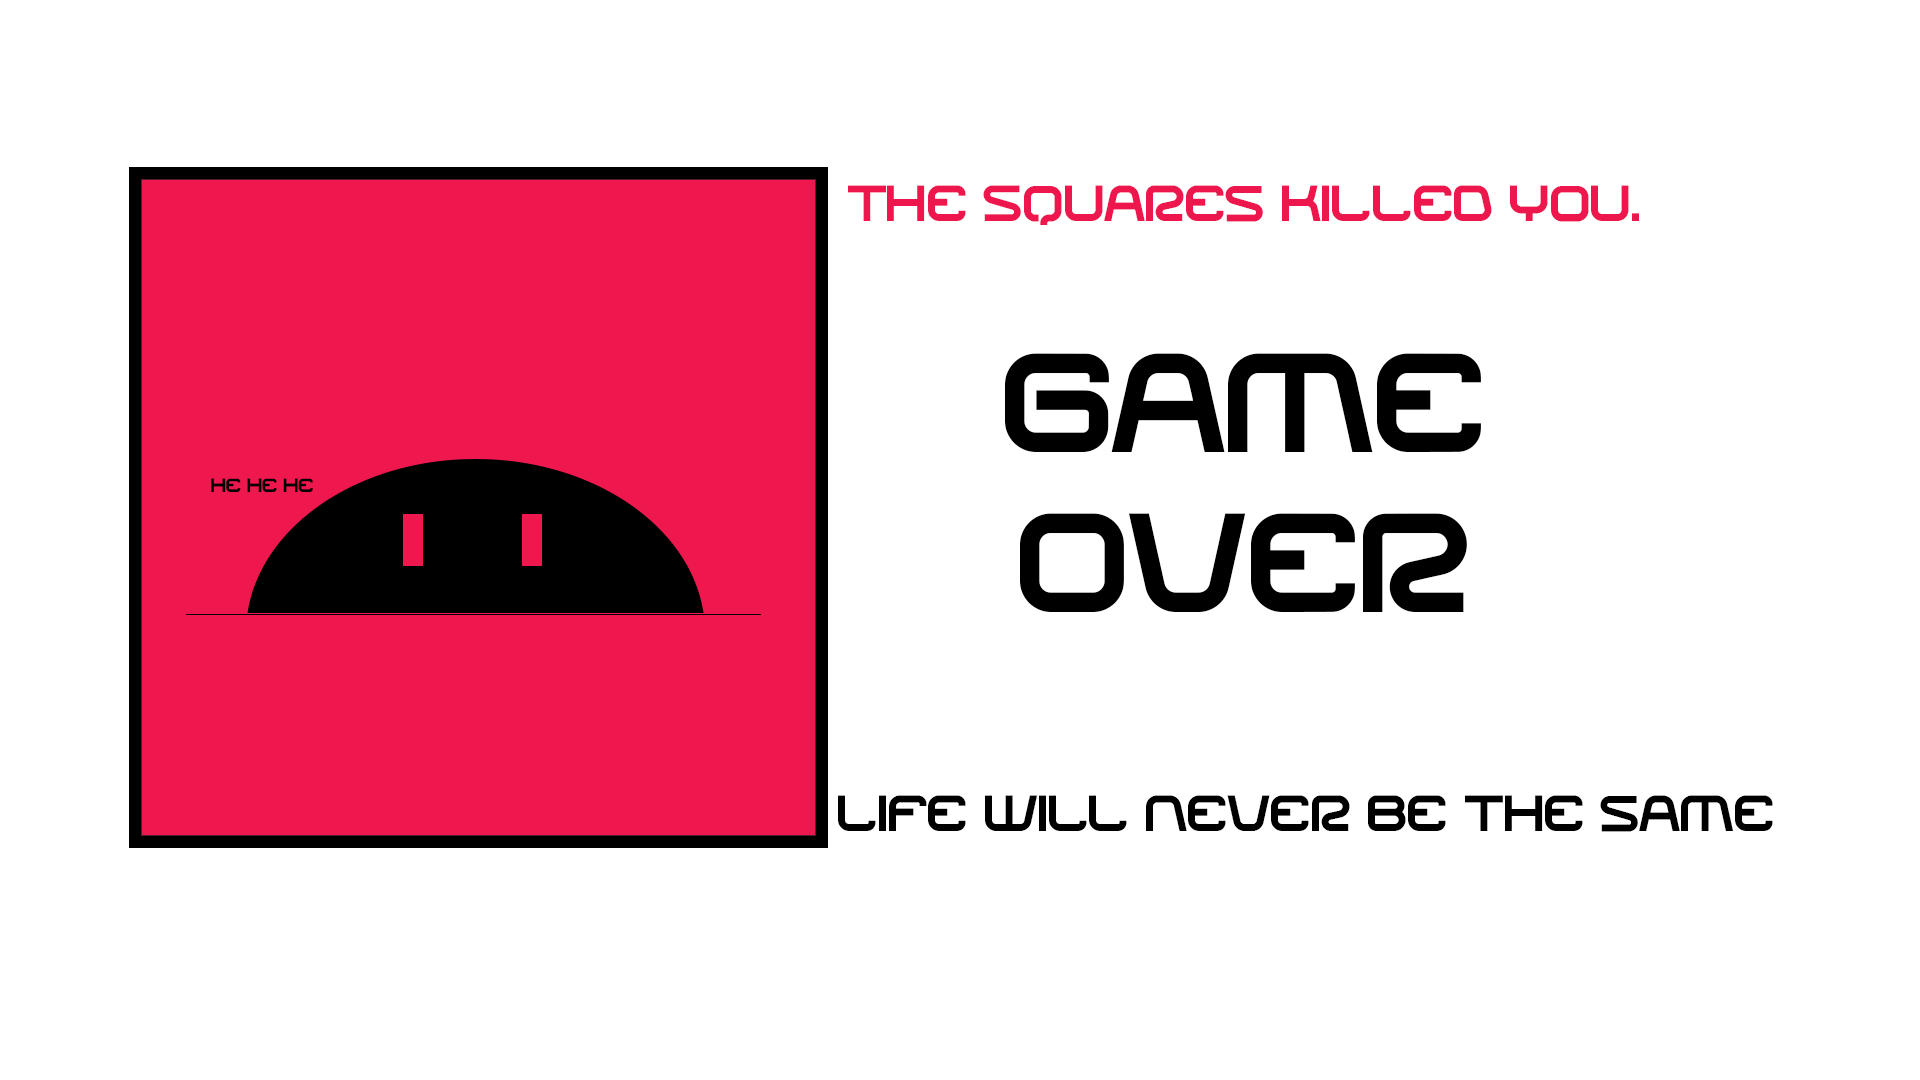 THE SQUARES KILLED YOU.
HE HE HE
GAME
OVER
LIFE WILL NEVER BE THE SAME